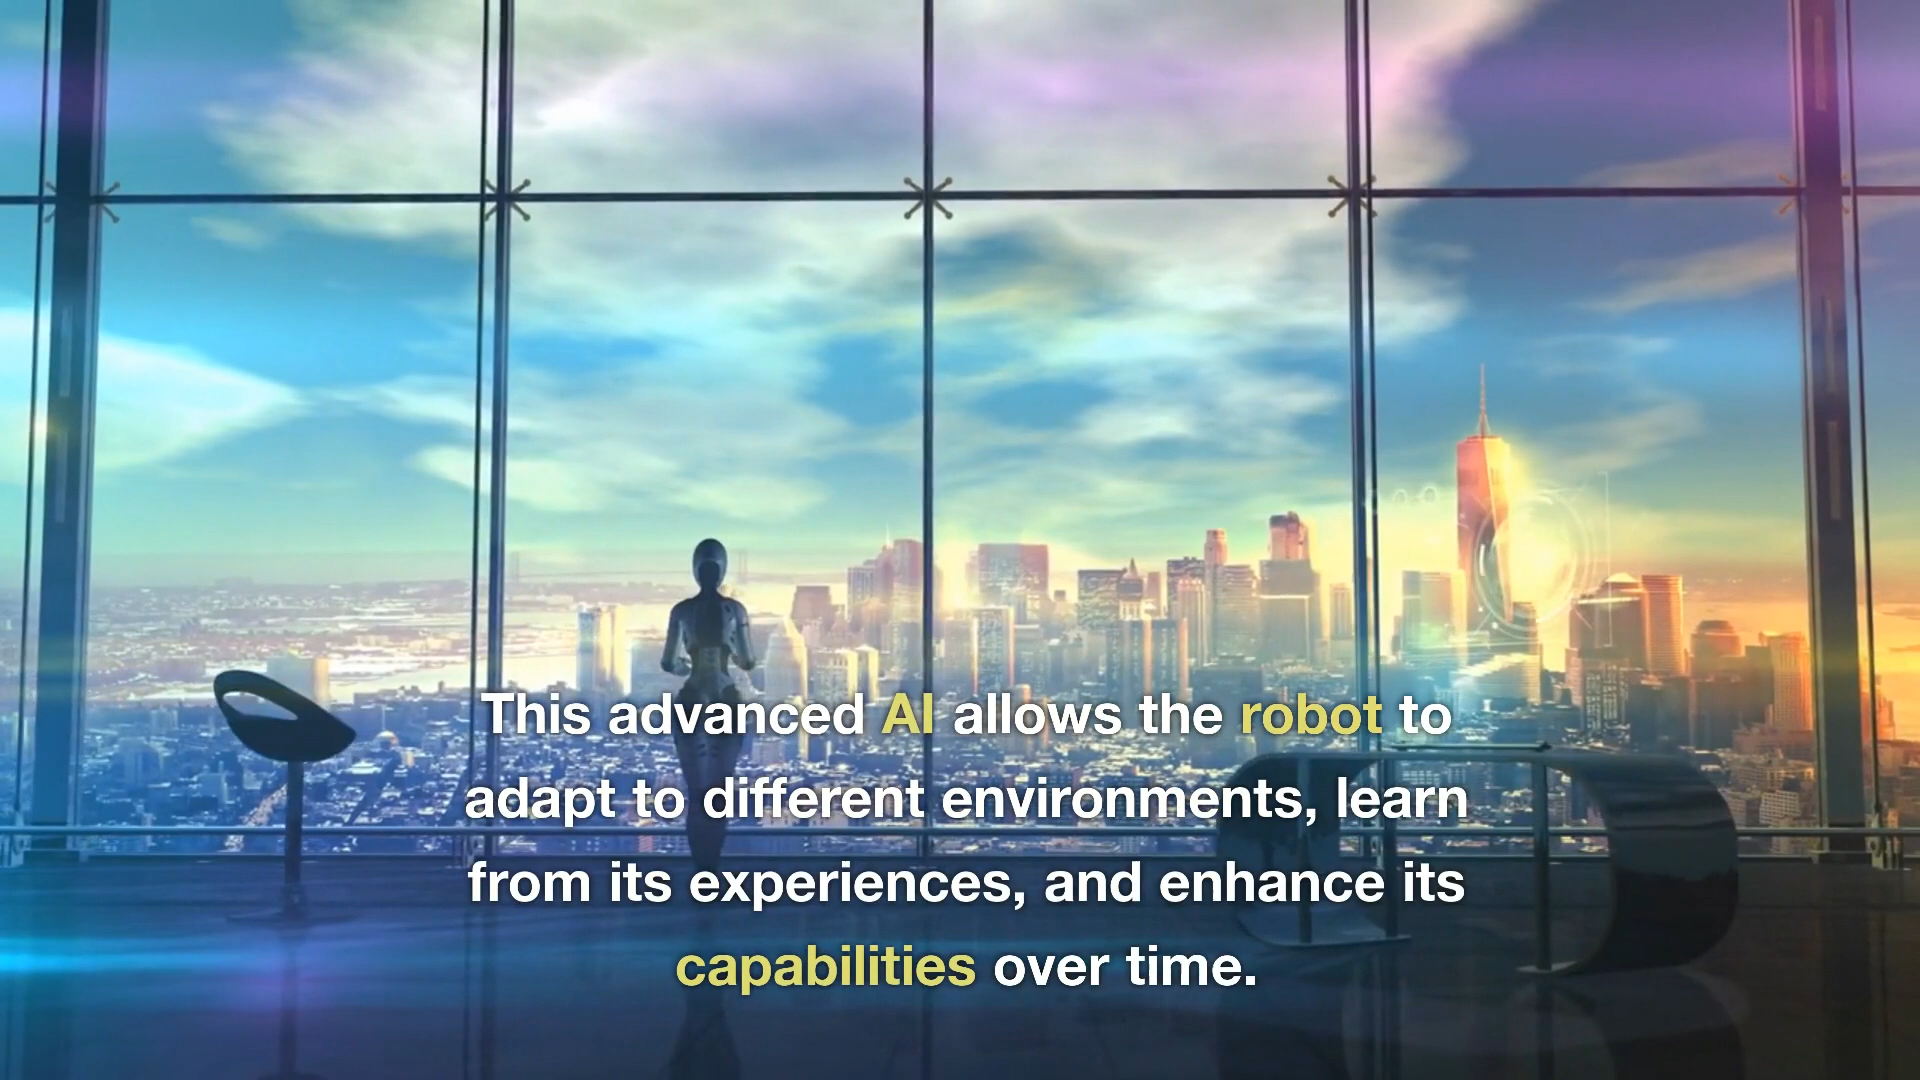 This advanced AI allows the robot to
adapt to different environments, learn
from its experiences, and enhance its
capabilities over time.